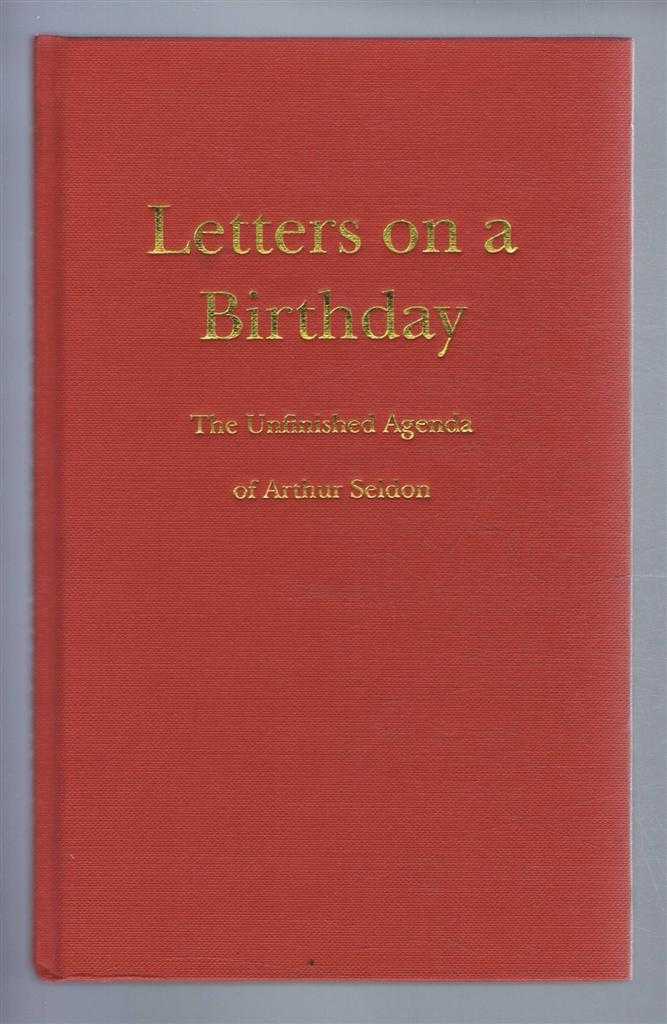 Letters on a
Birthday
The Unfinished Agenda
of Arthur Seldon